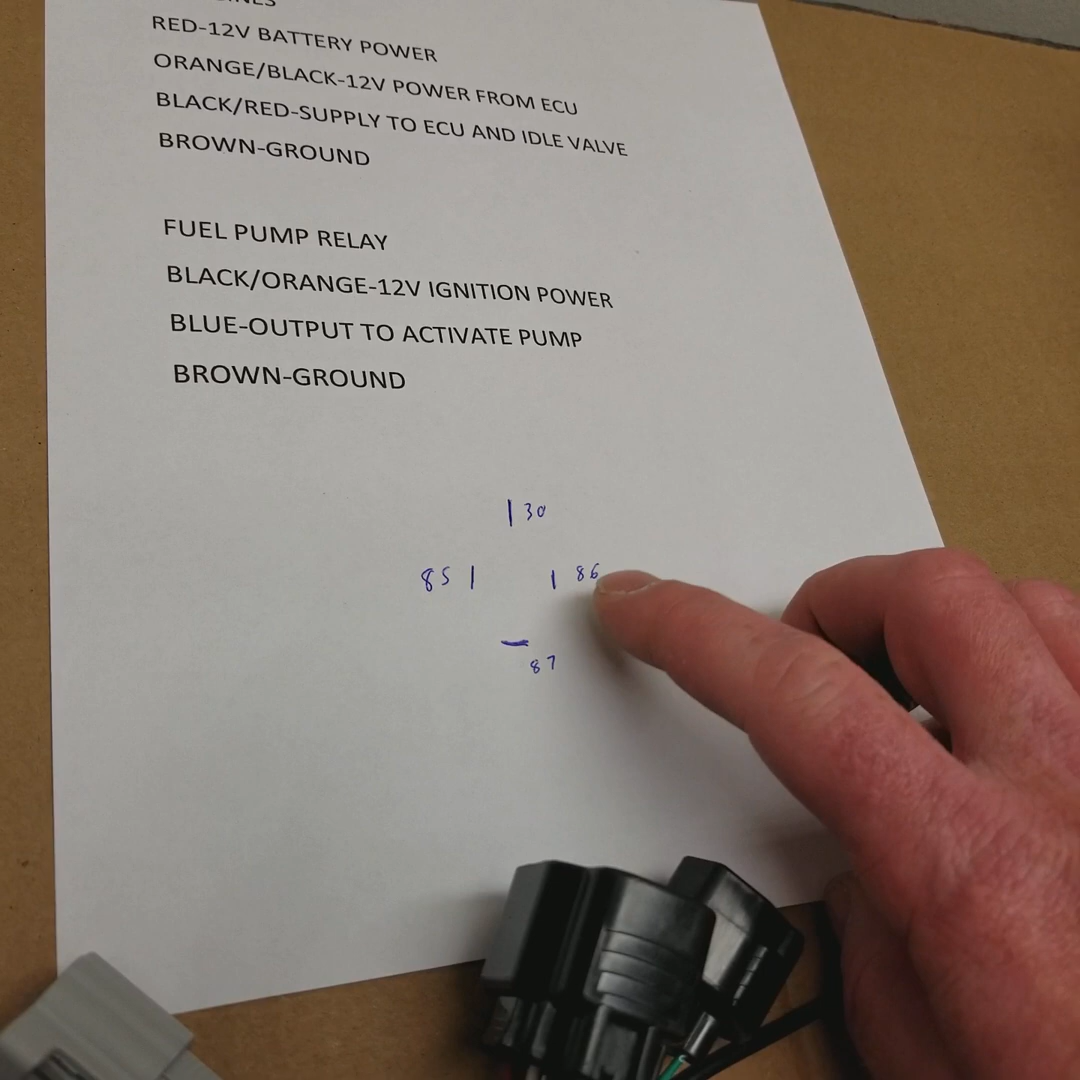 RED-12V BATTERY POWER
ORANGE/BLACK-12V POWER FROM ECU
BLACK/RED-SUPPLY TO ECU AND IDLE VALVE
BROWN-GROUND
FUEL PUMP RELAY
BLACK/ORANGE-12V IGNITION POWER
BLUE-OUTPUT TO ACTIVATE PUMP
BROWN-GROUND
30
85 86
87